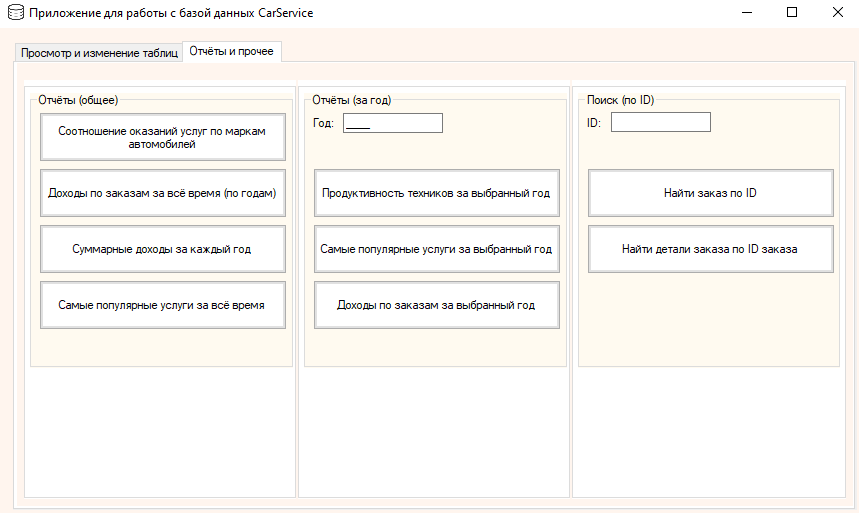 Приложение для работы с базой данных CarService
Просмотр и изменение таблиц
Отчёты и прочее
Отчёты (общее)
Соотношение оказаний услуг по маркам
автомобилей
Доходы по заказам за всё время (по годам)
Суммарные доходы за каждый год
Самые популярные услуги за всё время
Отчёты (за год)
Год: ____
Продуктивность техников за выбранный год
Самые популярные услуги за выбранный год
Доходы по заказам за выбранный год
Поиск (по ID)
ID:
Найти заказ по ID
Найти детали заказа по ID заказа